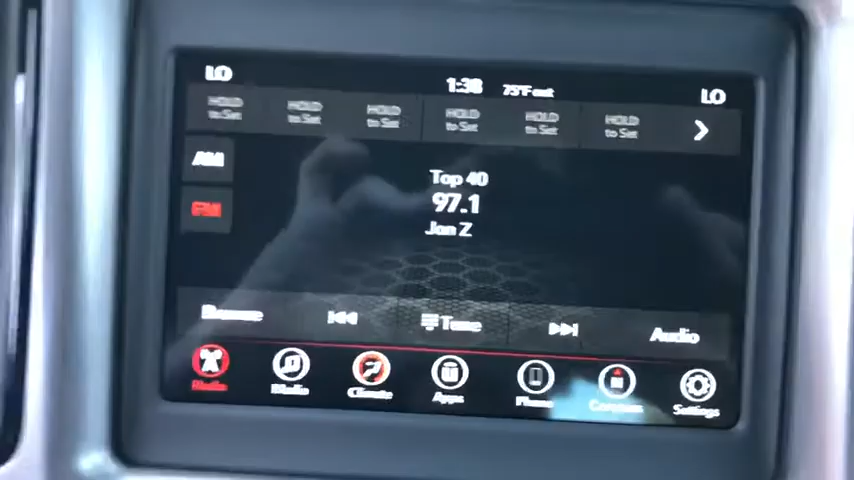 LO 1:38 75°F out LO
HOLD to Set HOLD to Set HOLD to Set HOLD to Set HOLD to Set HOLD to Set
AM
FM
Top 40
97.1
Jon Z
Browse Tune Audio
Radio Media Climate Apps Phone Compass Settings